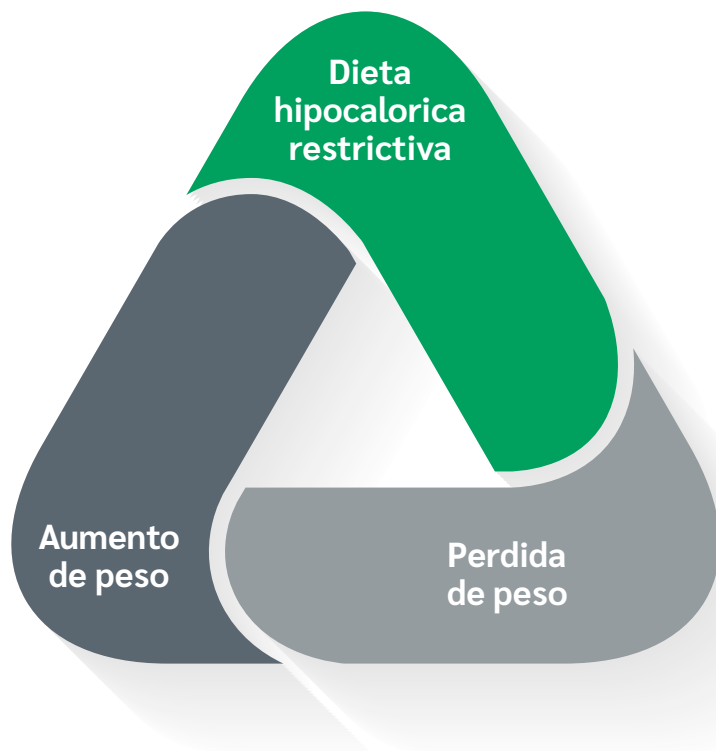 Dieta
hipocalorica
restrictiva
Aumento
de peso
Perdida
de peso